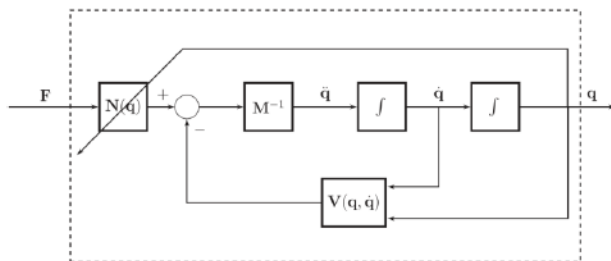 F
N(q)
+
−
M⁻¹
q̈
∫
q̇
∫
q
V(q, q̇)